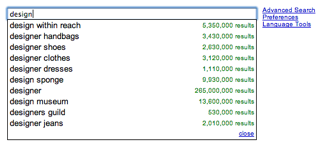 design
Advanced Search
Preferences
Language Tools
design within reach 5,350,000 results
designer handbags 3,430,000 results
designer shoes 2,630,000 results
designer clothes 3,120,000 results
designer dresses 1,110,000 results
design sponge 9,930,000 results
designer 265,000,000 results
design museum 13,600,000 results
designers guild 530,000 results
designer jeans 2,010,000 results
close